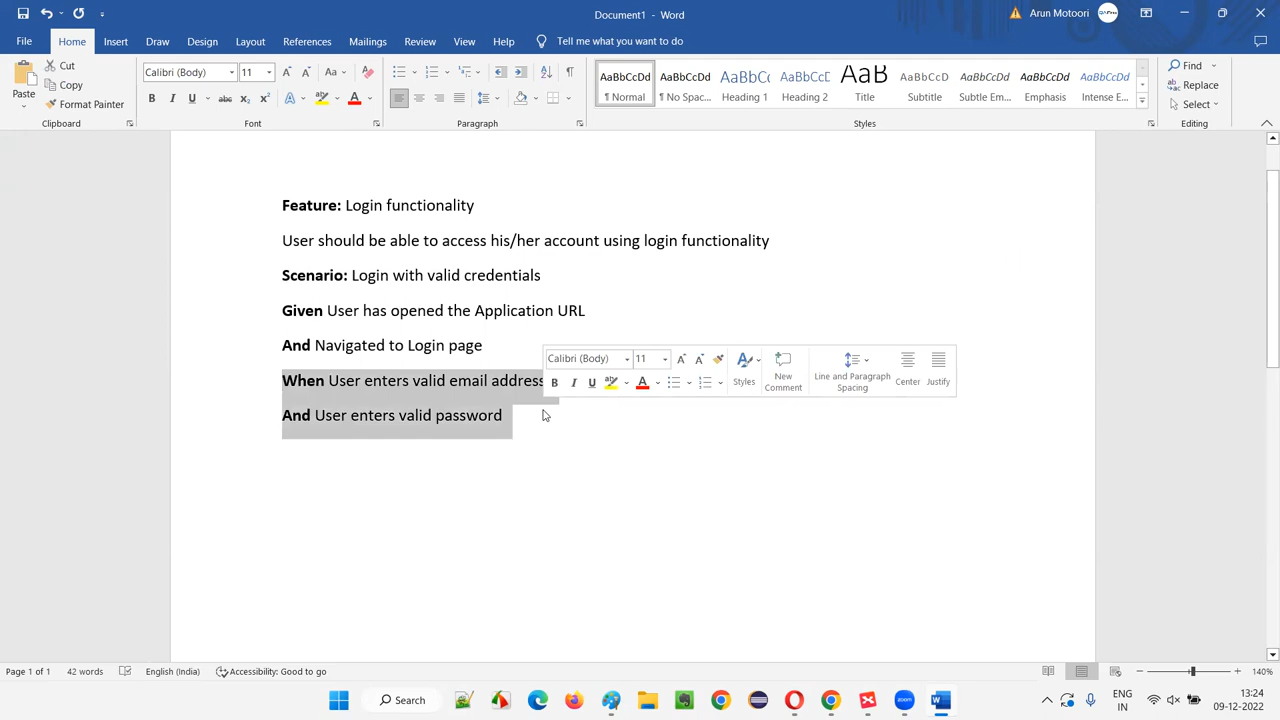 Document1 - Word
Arun Motoori
File Home Insert Draw Design Layout References Mailings Review View Help Tell me what you want to do
Paste
Cut
Copy
Format Painter
Clipboard
Calibri (Body) 11
Font
Paragraph
AaBbCcDd AaBbCcDd AaBbCc AaBbCcD AaB AaBbCcDd AaBbCcDd AaBbCcDd AaBbCcDd
¶ Normal ¶ No Spac... Heading 1 Heading 2 Title Subtitle Subtle Em... Emphasis Intense E...
Styles
Find
Replace
Select
Editing
Feature: Login functionality
User should be able to access his/her account using login functionality
Scenario: Login with valid credentials
Given User has opened the Application URL
And Navigated to Login page
When User enters valid email address
And User enters valid password
Calibri (Body) 11
Styles
New Comment
Line and Paragraph Spacing
Center
Justify
Page 1 of 1 42 words English (India) Accessibility: Good to go
140%
Search
ENG
IN
13:24
09-12-2022